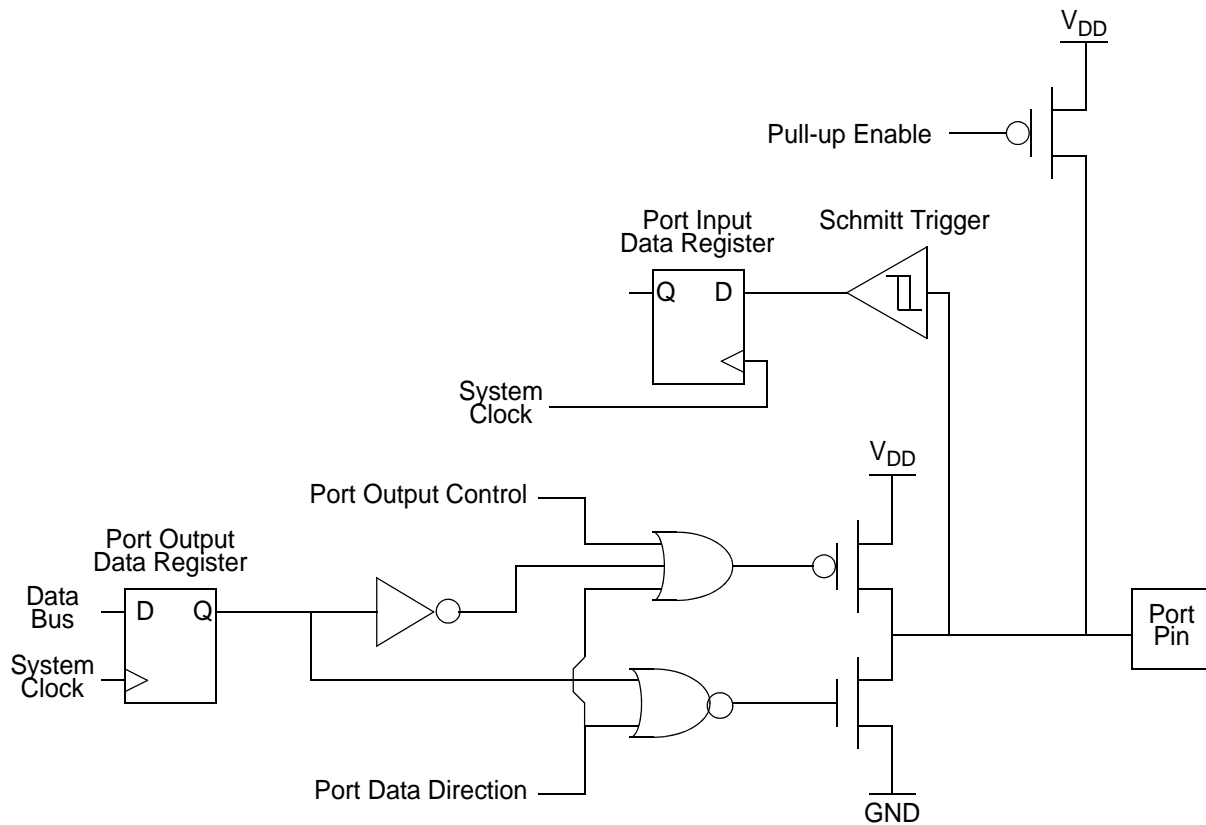 VDD
Pull-up Enable
Port Input
Data Register
Schmitt Trigger
Q D
System
Clock
VDD
Port Output Control
Port Output
Data Register
Data
Bus
D Q
System
Clock
Port
Pin
Port Data Direction
GND